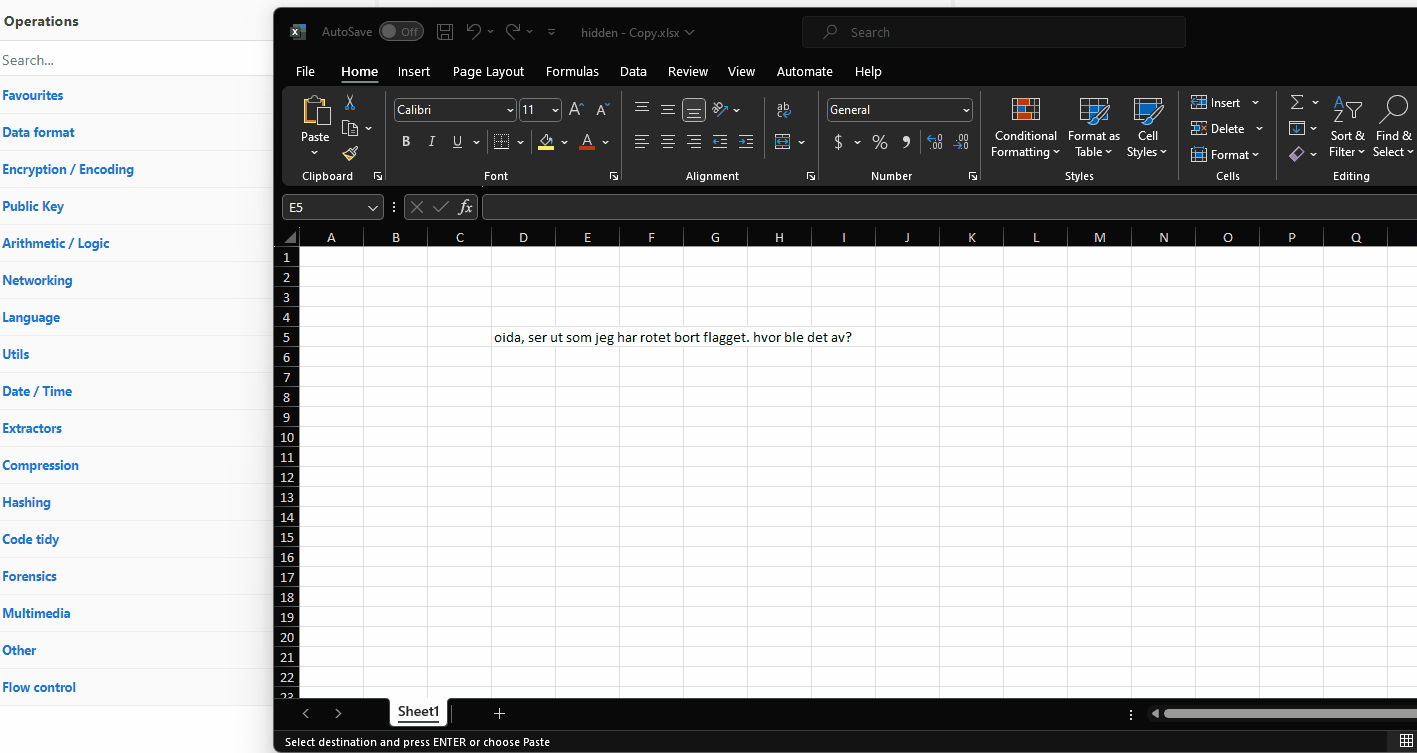 Operations
Search...
Favourites
Data format
Encryption / Encoding
Public Key
Arithmetic / Logic
Networking
Language
Utils
Date / Time
Extractors
Compression
Hashing
Code tidy
Forensics
Multimedia
Other
Flow control
AutoSave Off hidden - Copy.xlsx Search
File Home Insert Page Layout Formulas Data Review View Automate Help
Paste
Clipboard
Calibri 11
B I U
Font
Alignment
General
Number
Conditional Formatting
Format as Table
Cell Styles
Styles
Insert
Delete
Format
Cells
Sort & Filter
Find & Select
Editing
E5 fx
A B C D E F G H I J K L M N O P Q
1
2
3
4
5 oida, ser ut som jeg har rotet bort flagget. hvor ble det av?
6
7
8
9
10
11
12
13
14
15
16
17
18
19
20
21
22
23
Sheet1
Select destination and press ENTER or choose Paste